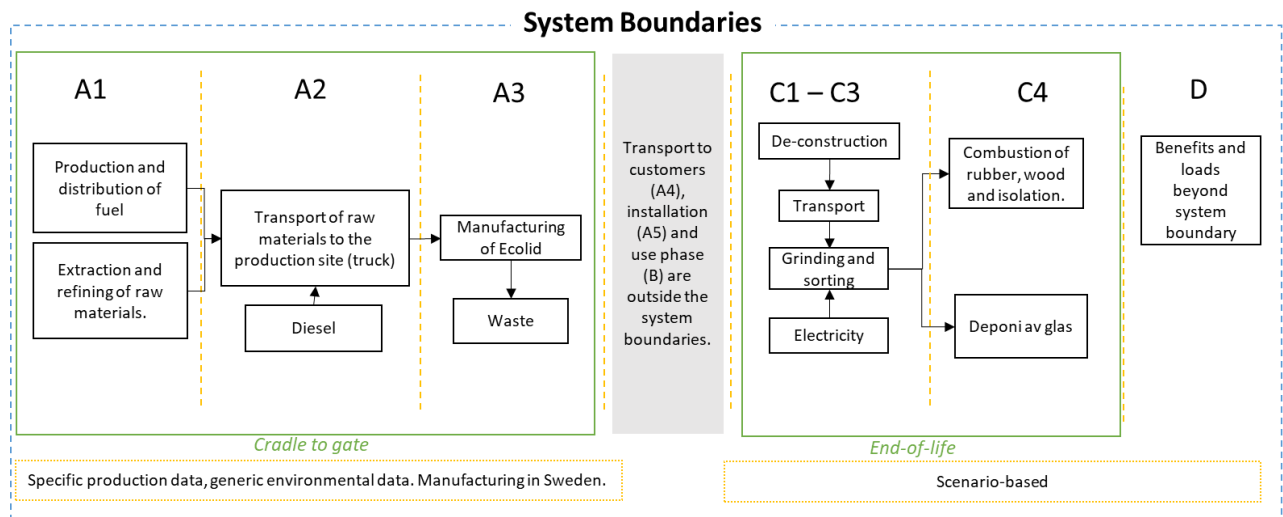 System Boundaries
A1
Production and
distribution of
fuel
Extraction and
refining of raw
materials.
A2
Transport of raw
materials to the
production site (truck)
Diesel
A3
Manufacturing
of Ecolid
Waste
Cradle to gate
Specific production data, generic environmental data. Manufacturing in Sweden.
Transport to
customers
(A4),
installation
(A5) and
use phase
(B) are
outside the
system
boundaries.
C1 – C3
De-construction
Transport
Grinding and
sorting
Electricity
C4
Combustion of
rubber, wood
and isolation.
Deponi av glas
End-of-life
D
Benefits and
loads
beyond
system
boundary
Scenario-based